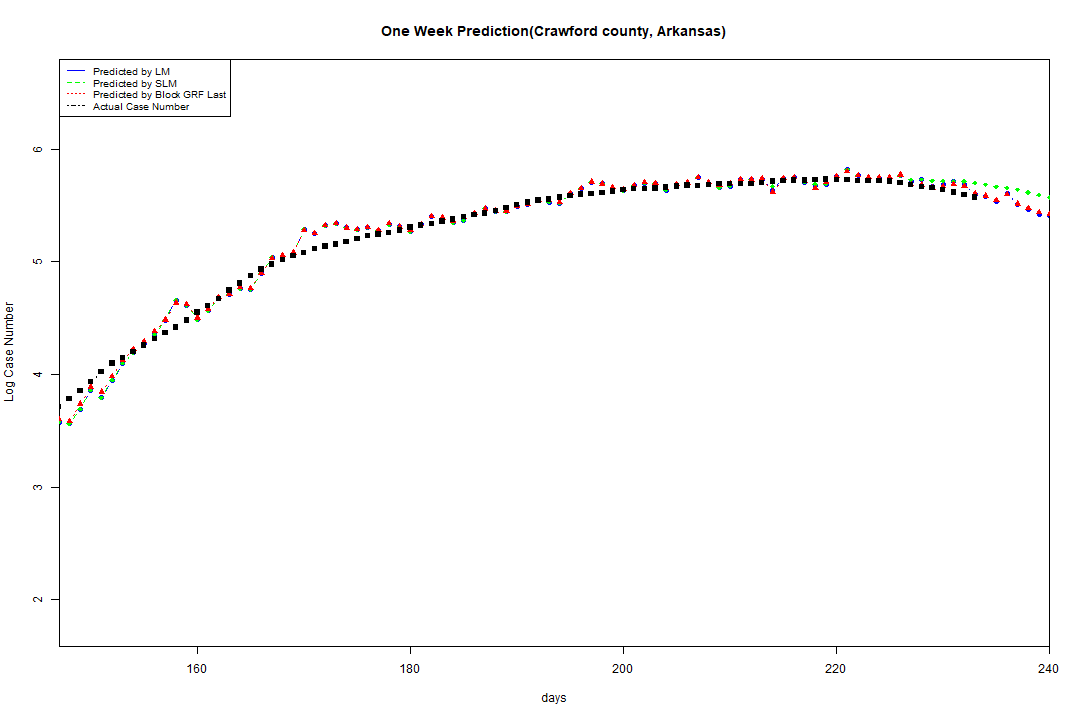 One Week Prediction(Crawford county, Arkansas)
Predicted by LM
Predicted by SLM
Predicted by Block GRF Last
Actual Case Number
6
5
4
3
2
Log Case Number
160 180 200 220 240
days